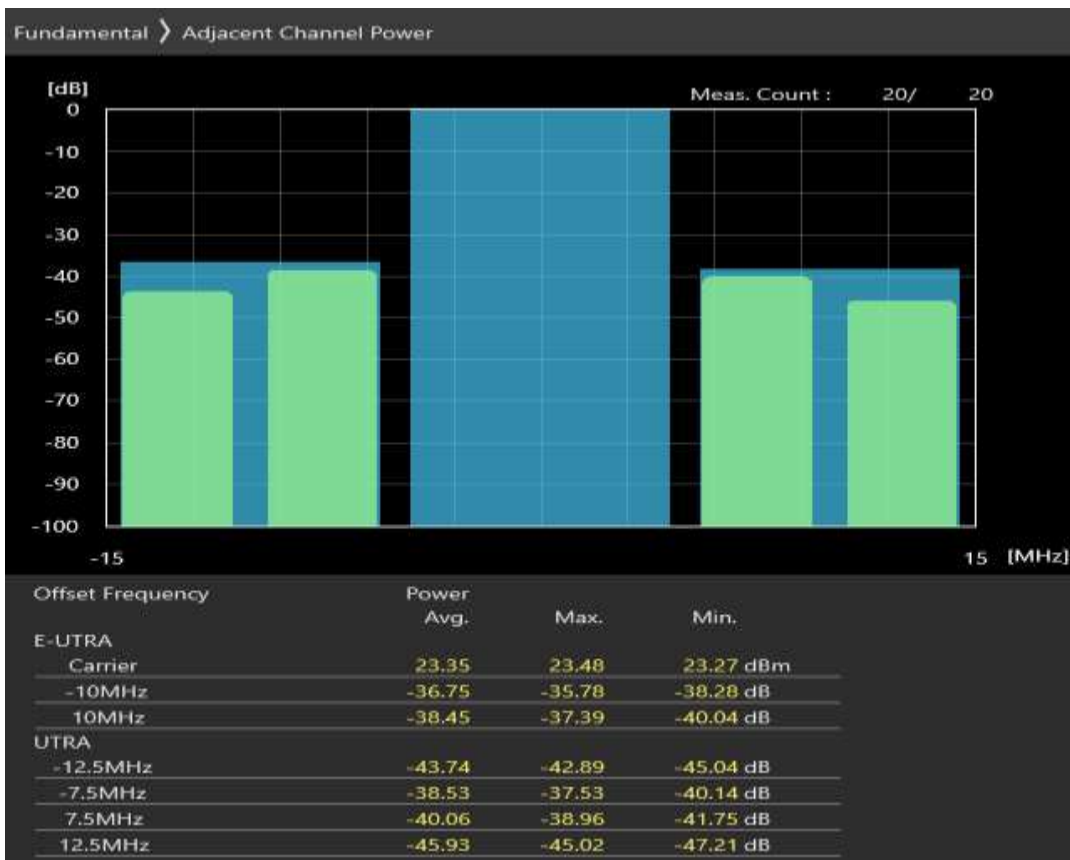 Fundamental ❯ Adjacent Channel Power
[dB]
Meas. Count : 20/ 20
0
-10
-20
-30
-40
-50
-60
-70
-80
-90
-100
-15 15 [MHz]
Offset Frequency Power
Avg. Max. Min.
E-UTRA
Carrier 23.35 23.48 23.27 dBm
-10MHz -36.75 -35.78 -38.28 dB
10MHz -38.45 -37.39 -40.04 dB
UTRA
-12.5MHz -43.74 -42.89 -45.04 dB
-7.5MHz -38.53 -37.53 -40.14 dB
7.5MHz -40.06 -38.96 -41.75 dB
12.5MHz -45.93 -45.02 -47.21 dB